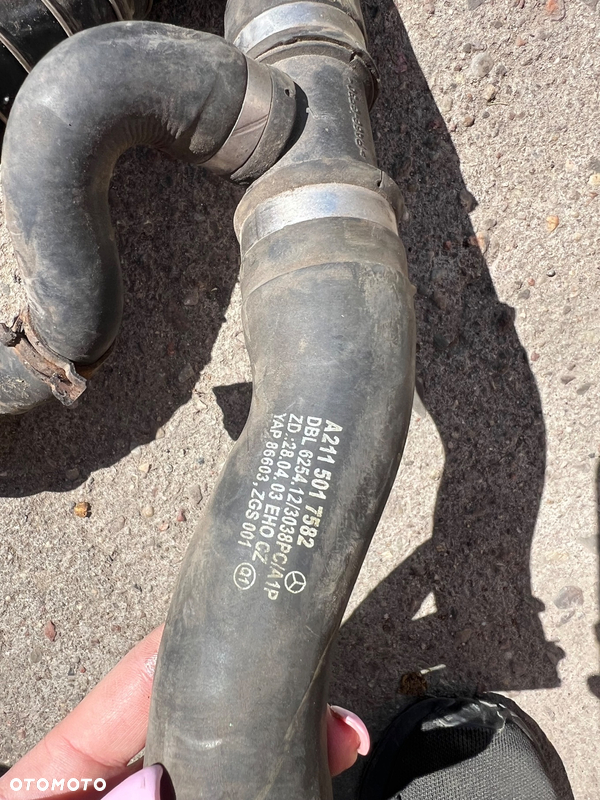 A211 501 7582
DBL 6254.12/3038PC/A1P
ZD.:28.04.03 EHO CZ
YAP 86603, ZGS 001 Q1
OTOMOTO